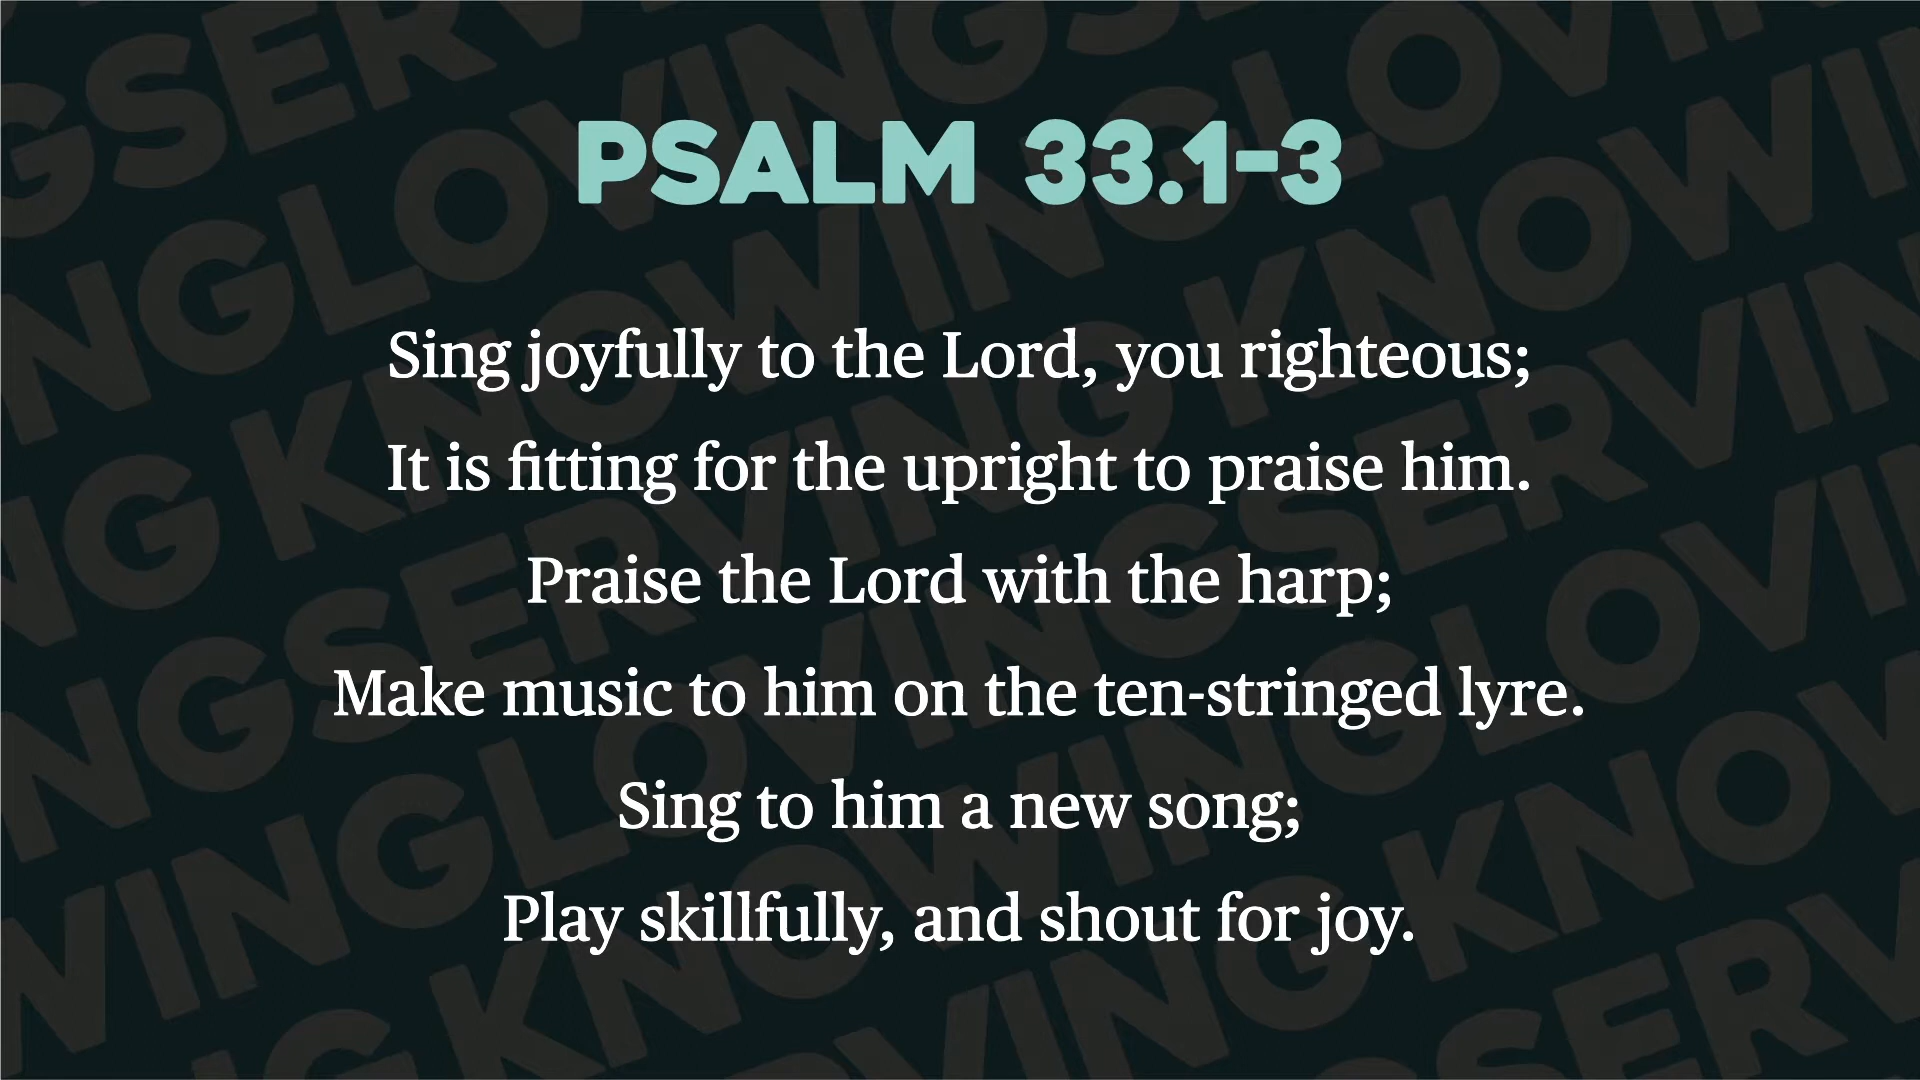 PSALM 33.1-3
Sing joyfully to the Lord, you righteous;
It is fitting for the upright to praise him.
Praise the Lord with the harp;
Make music to him on the ten-stringed lyre.
Sing to him a new song;
Play skillfully, and shout for joy.